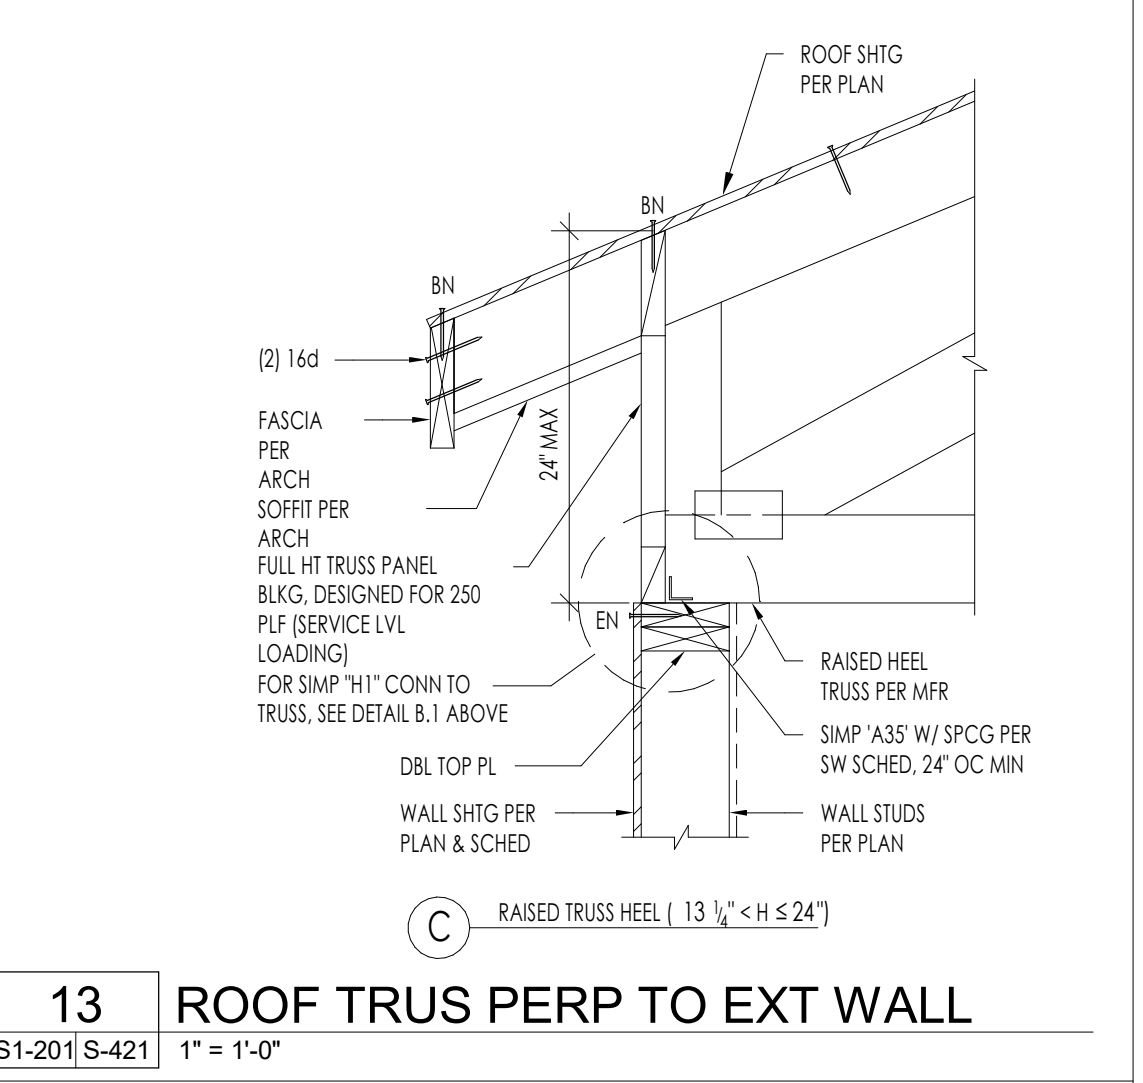 ROOF SHTG
PER PLAN
BN
BN
(2) 16d
FASCIA
PER
ARCH
SOFFIT PER
ARCH
24" MAX
FULL HT TRUSS PANEL
BLKG, DESIGNED FOR 250
PLF (SERVICE LVL
LOADING)
EN
FOR SIMP "H1" CONN TO
TRUSS, SEE DETAIL B.1 ABOVE
RAISED HEEL
TRUSS PER MFR
SIMP 'A35' W/ SPCG PER
SW SCHED, 24" OC MIN
DBL TOP PL
WALL SHTG PER
PLAN & SCHED
WALL STUDS
PER PLAN
C
RAISED TRUSS HEEL ( 13 1/4" < H ≤ 24")
13
ROOF TRUS PERP TO EXT WALL
S1-201 S-421
1" = 1'-0"